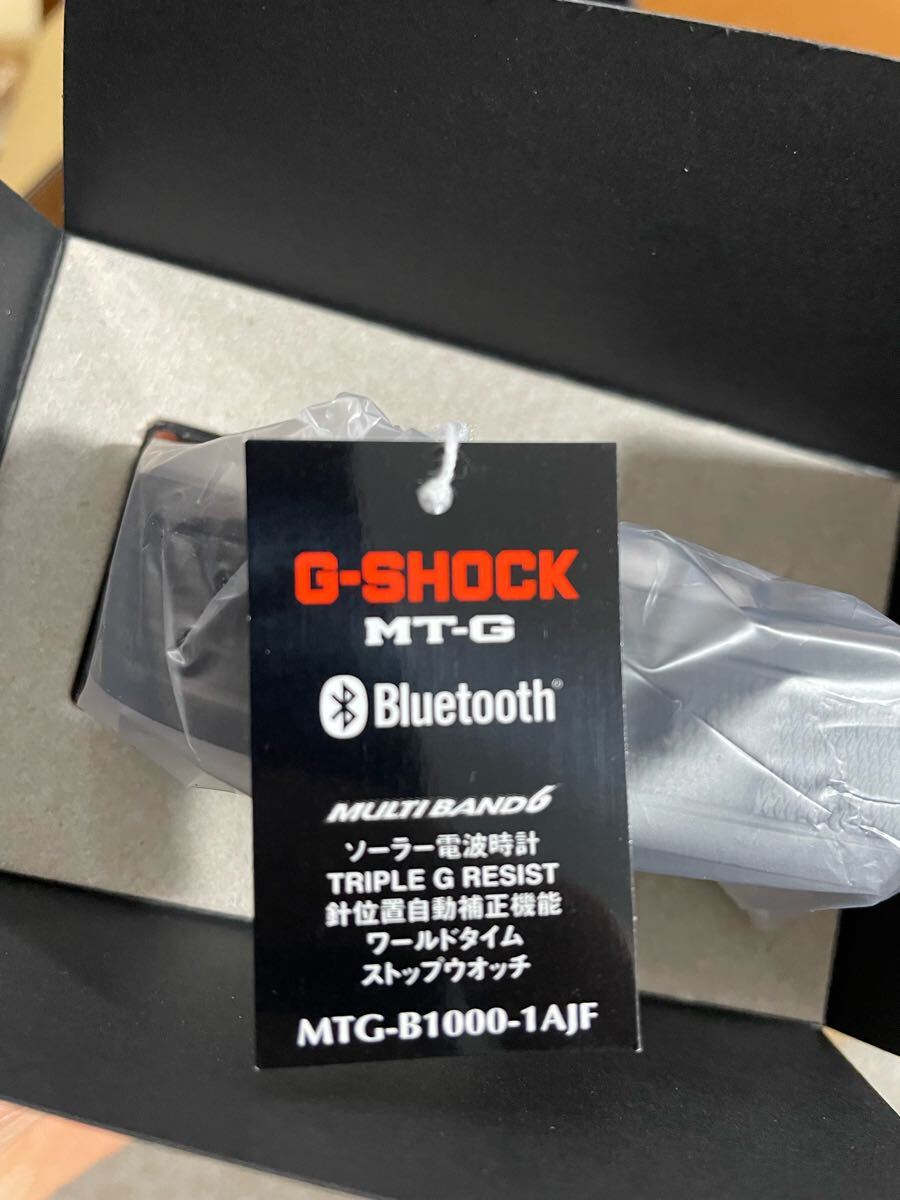 G-SHOCK
MT-G
Bluetooth®
MULTI BAND 6
ソーラー電波時計
TRIPLE G RESIST
針位置自動補正機能
ワールドタイム
ストップウオッチ
MTG-B1000-1AJF